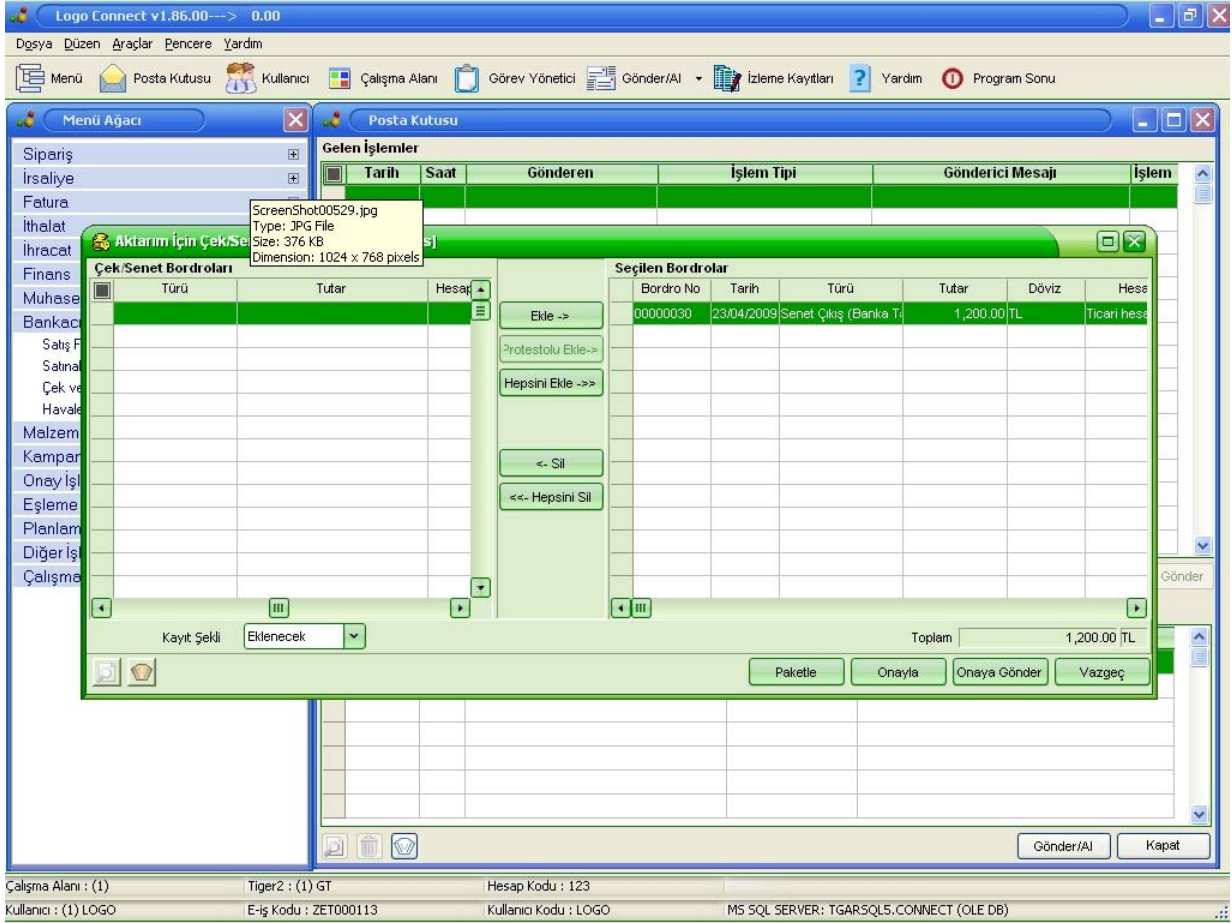 Logo Connect v1.86.00---> 0.00
Dosya Düzen Araçlar Pencere Yardım
Menü Posta Kutusu Kullanıcı Çalışma Alanı Görev Yönetici Gönder/Al İzleme Kayıtları Yardım Program Sonu
Menü Ağacı
Posta Kutusu
Gelen İşlemler
Tarih Saat Gönderen İşlem Tipi Gönderici Mesajı İşlem
Sipariş
İrsaliye
Fatura
İthalat
İhracat
Finans
Muhase
Bankacı
Satış F
Satınal
Çek ve
Havale
Malzem
Kampan
Onay İşl
Eşleme
Planlam
Diğer İşl
Çalışma
ScreenShot00529.jpg
Type: JPG File
Size: 376 KB
Dimension: 1024 x 768 pixels
Aktarım İçin Çek/Se
Çek/Senet Bordroları
Türü Tutar Hesap
Ekle ->
Protestolu Ekle->
Hepsini Ekle ->>
<- Sil
<<- Hepsini Sil
Seçilen Bordrolar
Bordro No Tarih Türü Tutar Döviz Hesa
00000030 23/04/2009 Senet Çıkış (Banka Ta 1,200.00 TL Ticari hesa
Kayıt Şekli Eklenecek
Toplam 1,200.00 TL
Paketle Onayla Onaya Gönder Vazgeç
Gönder
Gönder/Al Kapat
Çalışma Alanı : (1) Tiger2 : (1) GT Hesap Kodu : 123
Kullanıcı : (1) LOGO E-iş Kodu : ZET000113 Kullanıcı Kodu : LOGO MS SQL SERVER: TGARSQL5.CONNECT (OLE DB)